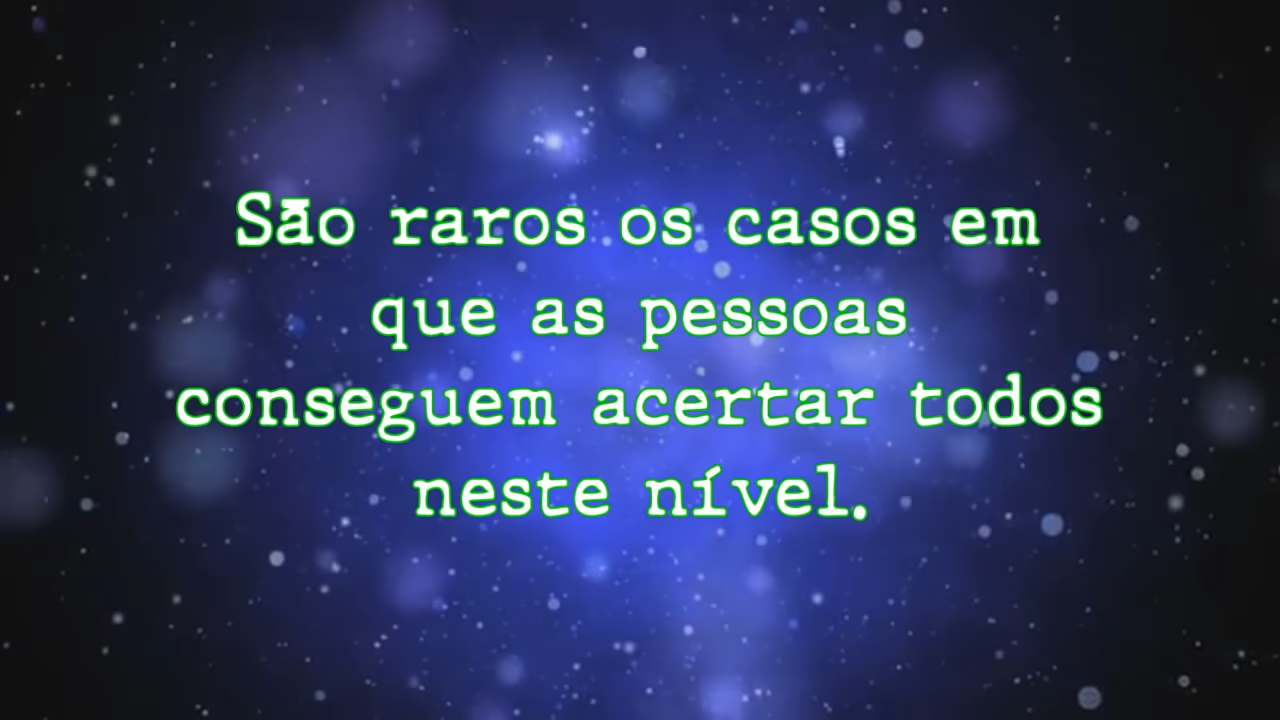 São raros os casos em
que as pessoas
conseguem acertar todos
neste nível.